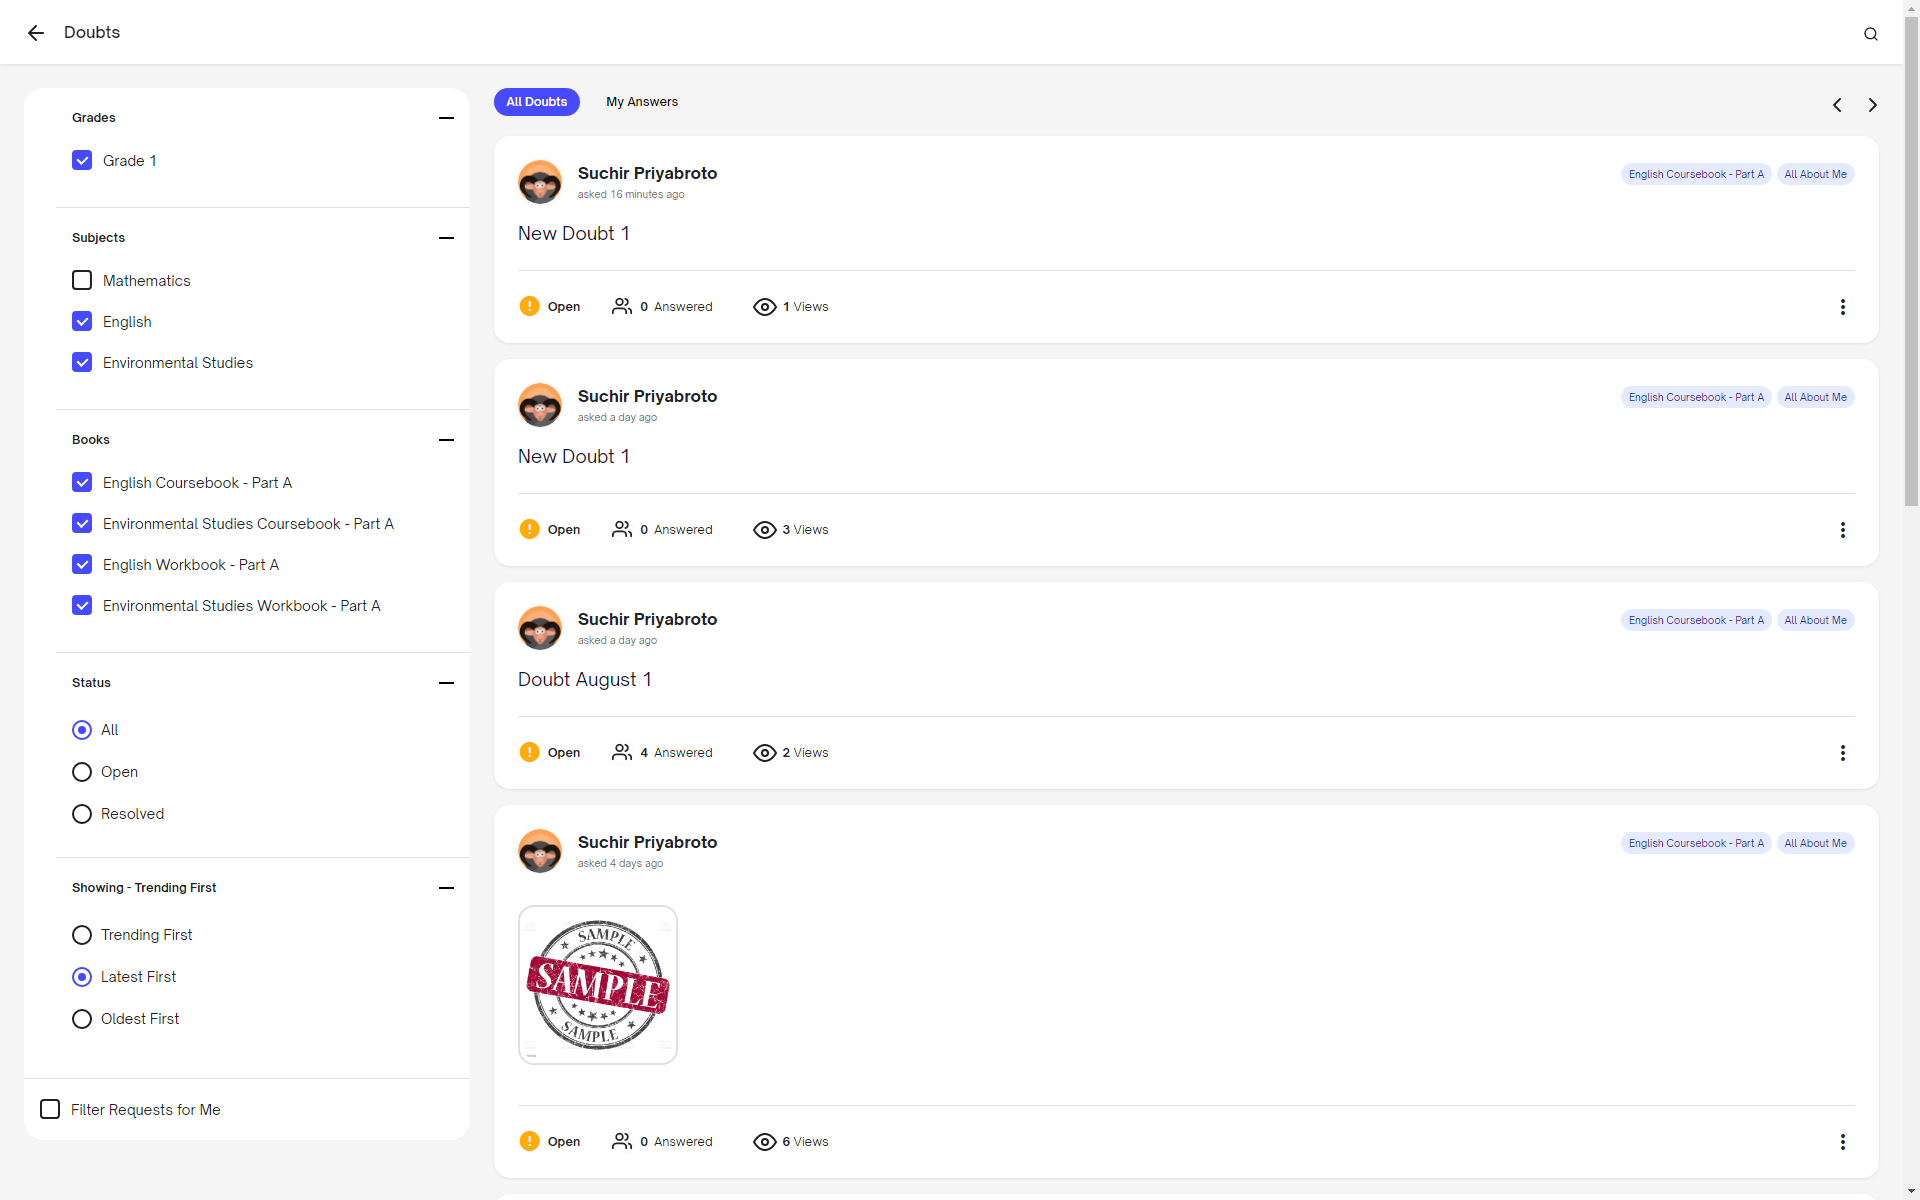 Doubts
Grades
Grade 1
Subjects
Mathematics
English
Environmental Studies
Books
English Coursebook - Part A
Environmental Studies Coursebook - Part A
English Workbook - Part A
Environmental Studies Workbook - Part A
Status
All
Open
Resolved
Showing - Trending First
Trending First
Latest First
Oldest First
Filter Requests for Me
All Doubts My Answers
Suchir Priyabroto English Coursebook - Part A All About Me
asked 16 minutes ago
New Doubt 1
Open 0 Answered 1 Views
Suchir Priyabroto English Coursebook - Part A All About Me
asked a day ago
New Doubt 1
Open 0 Answered 3 Views
Suchir Priyabroto English Coursebook - Part A All About Me
asked a day ago
Doubt August 1
Open 4 Answered 2 Views
Suchir Priyabroto English Coursebook - Part A All About Me
asked 4 days ago
SAMPLE
SAMPLE
SAMPLE
Open 0 Answered 6 Views